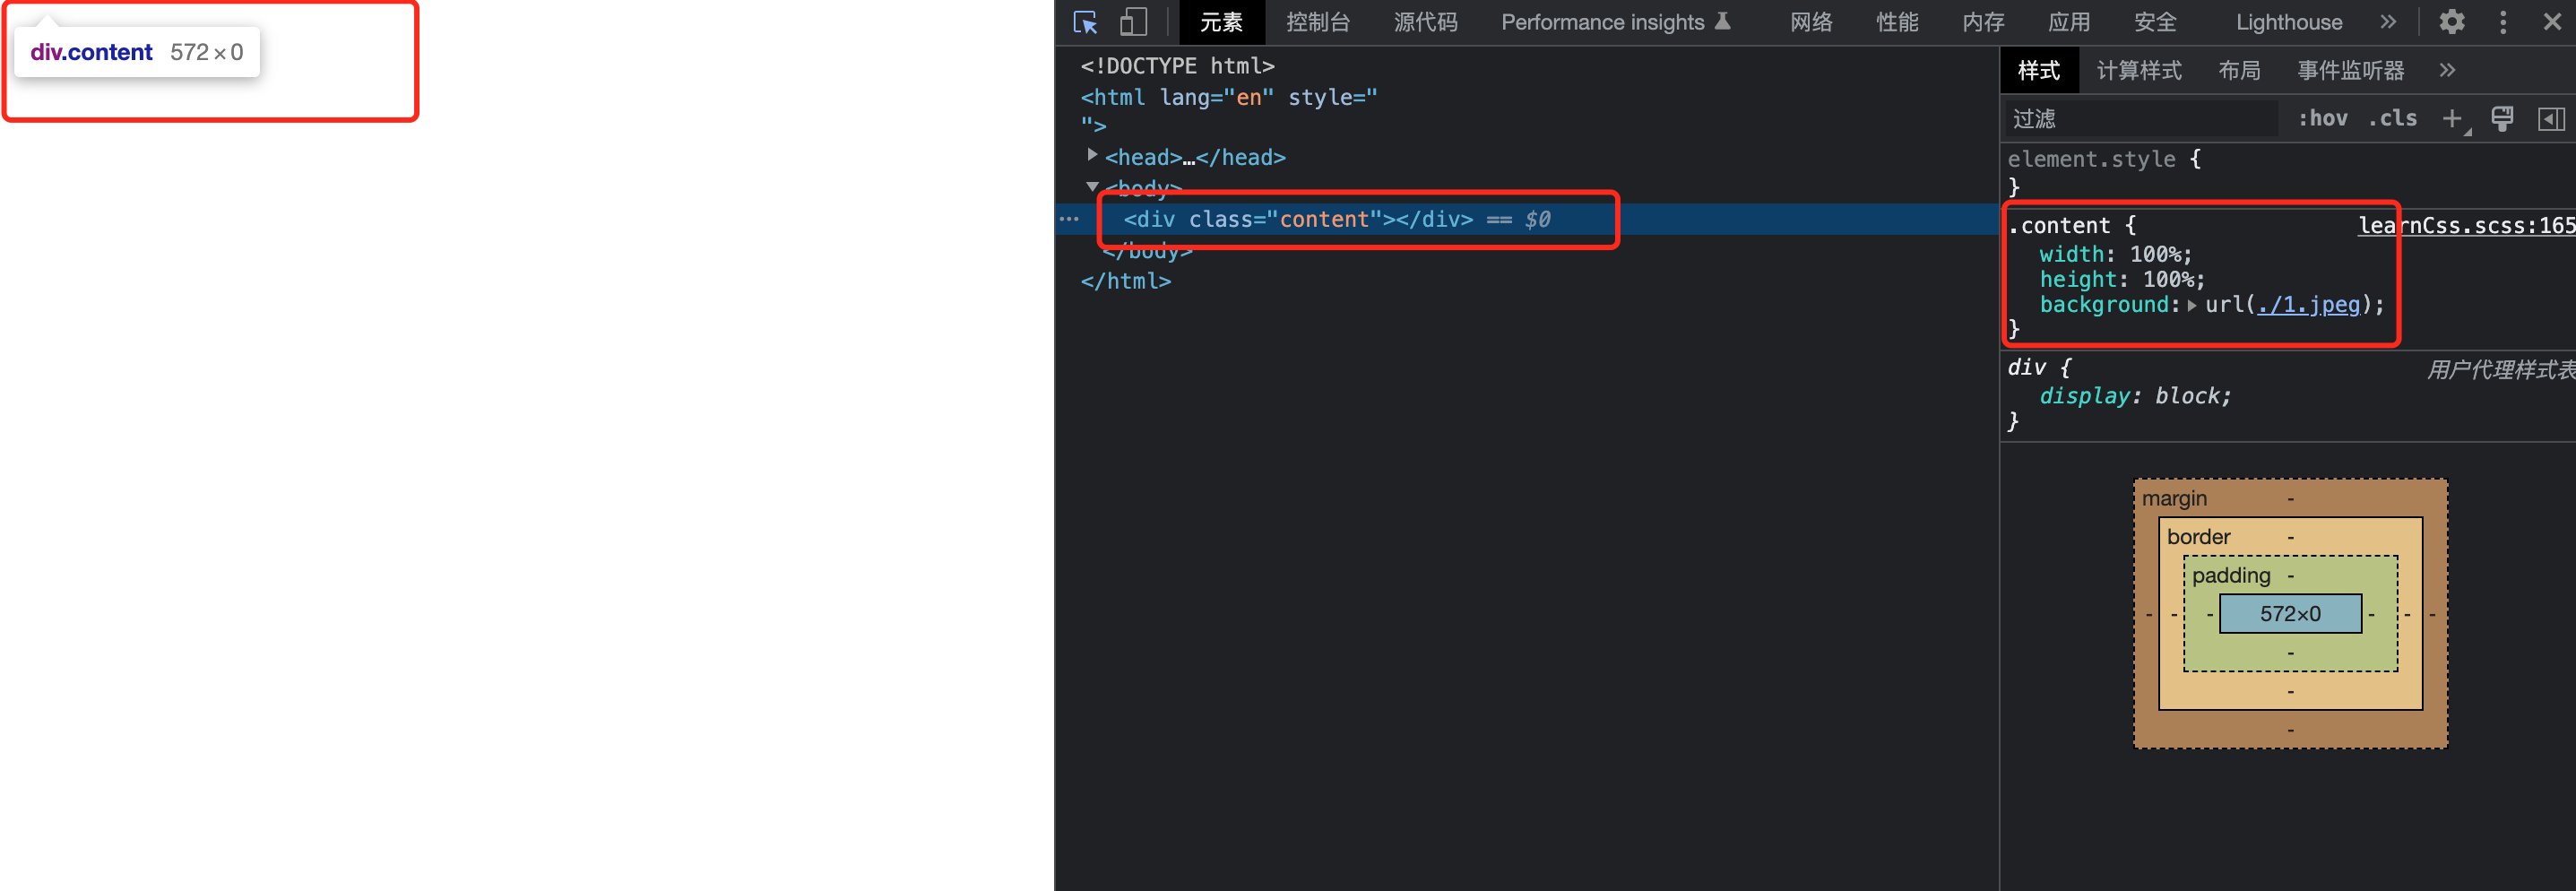 div.content 572×0
元素 控制台 源代码 Performance insights 网络 性能 内存 应用 安全 Lighthouse »
<!DOCTYPE html>
<html lang="en" style="
">
<head>…</head>
<body>
<div class="content"></div> == $0
</body>
</html>
样式 计算样式 布局 事件监听器 »
过滤 :hov .cls +
element.style {
}
.content { learnCss.scss:165
width: 100%;
height: 100%;
background: url(./1.jpeg);
}
div { 用户代理样式表
display: block;
}
margin -
border -
padding -
- - - 572×0 - - -
-
-
-